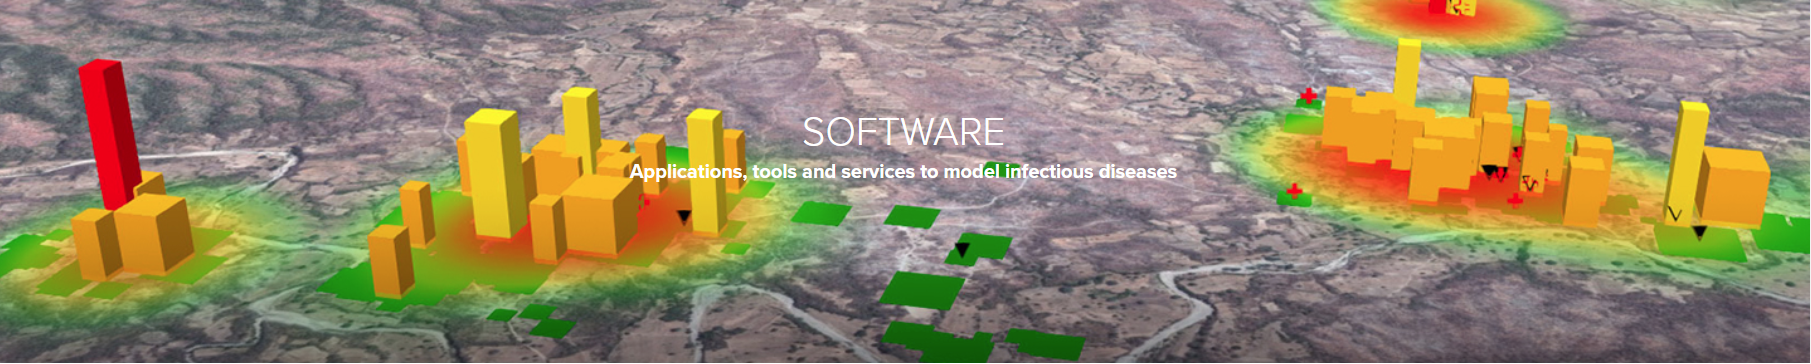 SOFTWARE
Applications, tools and services to model infectious diseases